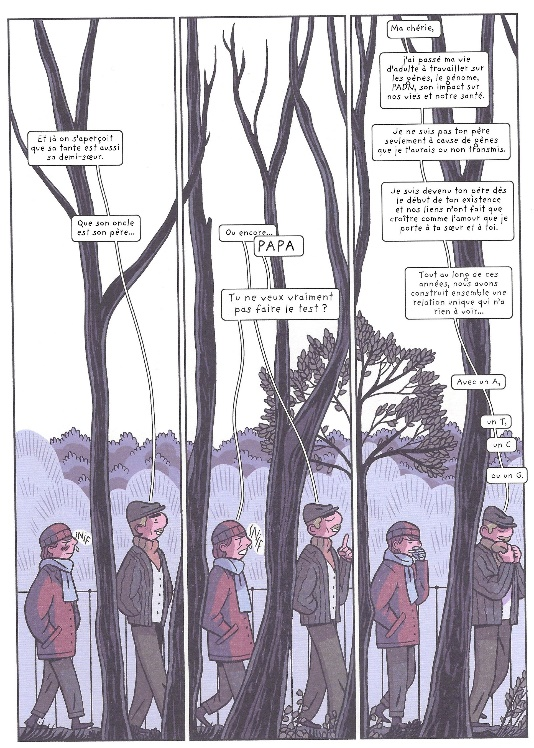 Et là on s'aperçoit
que sa tante est aussi
sa demi-sœur.
Que son oncle
est son père...
SNIF
Ou encore...
PAPA
Tu ne veux vraiment
pas faire le test ?
SNIF
Ma chérie,
j'ai passé ma vie
d'adulte à travailler sur
les gènes, le génome,
l'ADN, son impact sur
nos vies et notre santé.
Je ne suis pas ton père
seulement à cause de gènes
que je t'aurais ou non transmis.
Je suis devenu ton père dès
le début de ton existence
et nos liens n'ont fait que
croître comme l'amour que je
porte à ta sœur et à toi.
Tout au long de ces
années, nous avons
construit ensemble une
relation unique qui n'a
rien à voir...
Avec un A,
un T,
un C
ou un G.